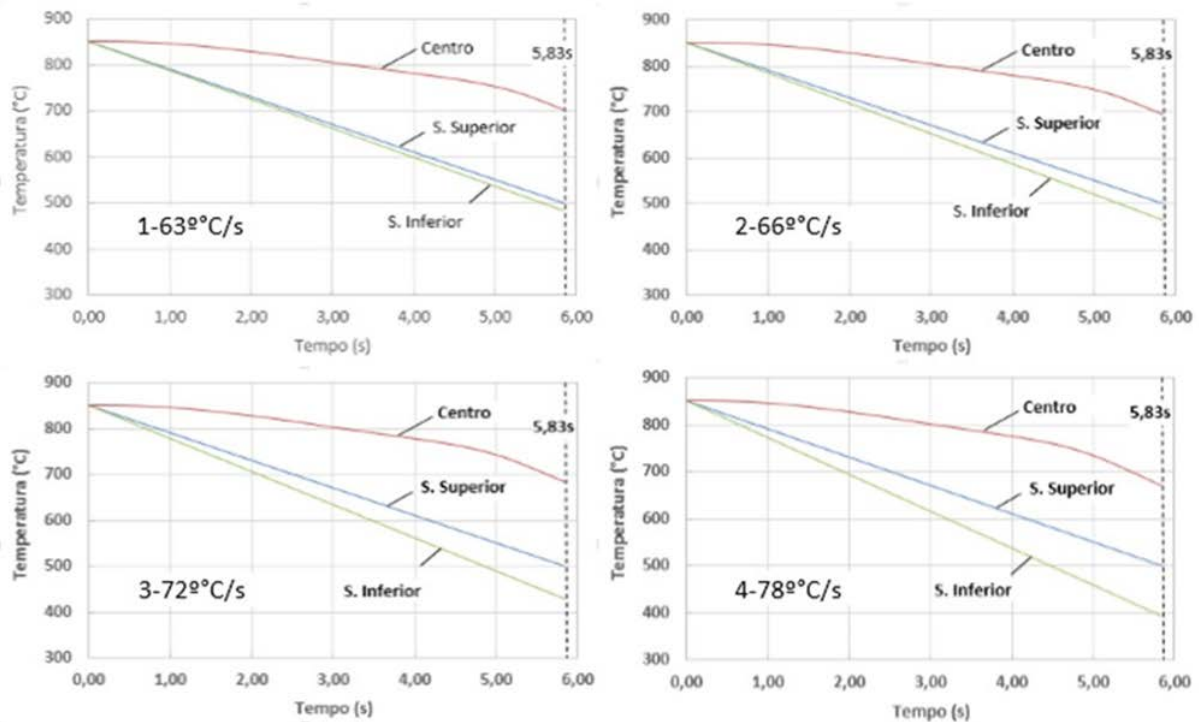 900
800
700
600
500
400
300
Temperatura (°C)
Centro
5,83s
S. Superior
S. Inferior
1-63º°C/s
0,00 1,00 2,00 3,00 4,00 5,00 6,00
Tempo (s)
900
800
700
600
500
400
300
Temperatura (°C)
Centro
5,83s
S. Superior
S. Inferior
2-66º°C/s
0,00 1,00 2,00 3,00 4,00 5,00 6,00
Tempo (s)
900
800
700
600
500
400
300
Temperatura (°C)
Centro
5,83s
S. Superior
S. Inferior
3-72º°C/s
0,00 1,00 2,00 3,00 4,00 5,00 6,00
Tempo (s)
900
800
700
600
500
400
300
Temperatura (°C)
Centro
5,83s
S. Superior
S. Inferior
4-78º°C/s
0,00 1,00 2,00 3,00 4,00 5,00 6,00
Tempo (s)